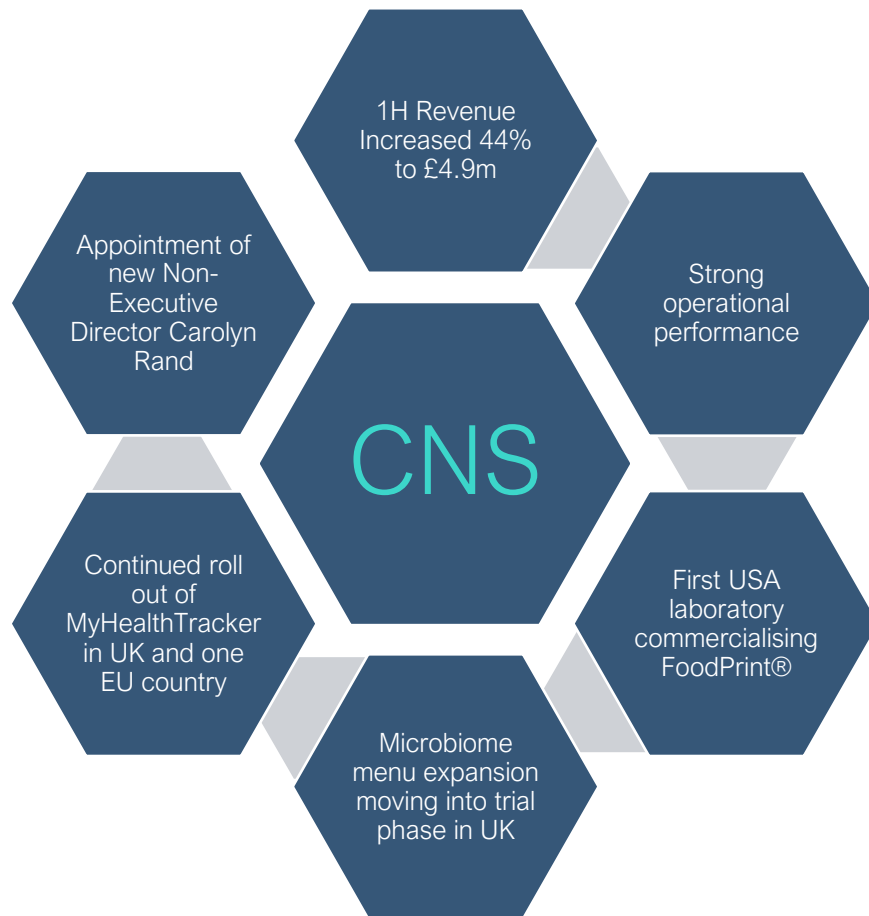 1H Revenue
Increased 44%
to £4.9m
Strong
operational
performance
First USA
laboratory
commercialising
FoodPrint®
Microbiome
menu expansion
moving into trial
phase in UK
Continued roll
out of
MyHealthTracker
in UK and one
EU country
Appointment of
new Non-
Executive
Director Carolyn
Rand
CNS